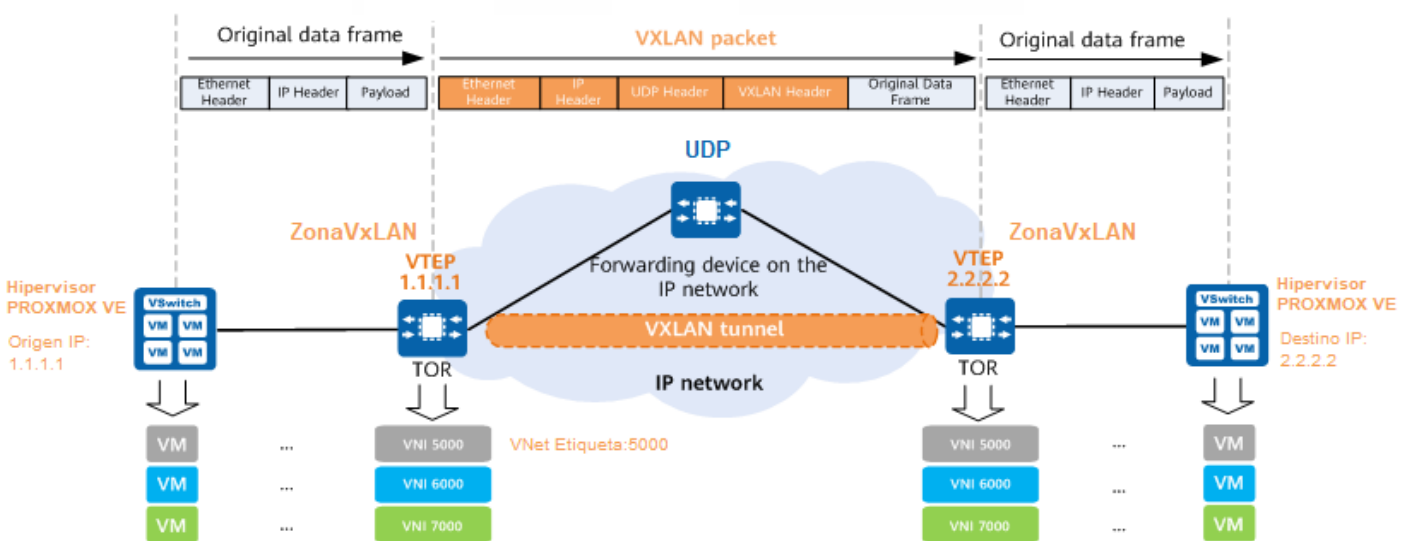 Original data frame
VXLAN packet
Original data frame
Ethernet Header
IP Header
Payload
Ethernet Header
IP Header
UDP Header
VXLAN Header
Original Data Frame
Ethernet Header
IP Header
Payload
UDP
ZonaVxLAN
ZonaVxLAN
VTEP
1.1.1.1
Forwarding device on the
IP network
VTEP
2.2.2.2
Hipervisor
PROXMOX VE
Origen IP:
1.1.1.1
VSwitch
VM VM
VM VM
VXLAN tunnel
VSwitch
VM VM
VM VM
Hipervisor
PROXMOX VE
Destino IP:
2.2.2.2
TOR
IP network
TOR
VM ... VNI 5000 VNet Etiqueta:5000 VNI 5000 ... VM
VM ... VNI 6000 VNI 6000 ... VM
VM ... VNI 7000 VNI 7000 ... VM